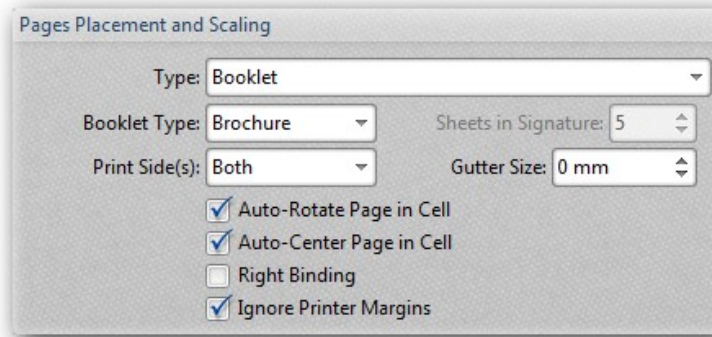 Pages Placement and Scaling
Type: Booklet
Booklet Type: Brochure Sheets in Signature: 5
Print Side(s): Both Gutter Size: 0 mm
Auto-Rotate Page in Cell
Auto-Center Page in Cell
Right Binding
Ignore Printer Margins